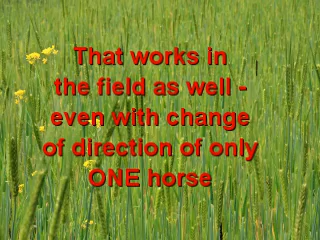 That works in
the field as well -
even with change
of direction of only
ONE horse